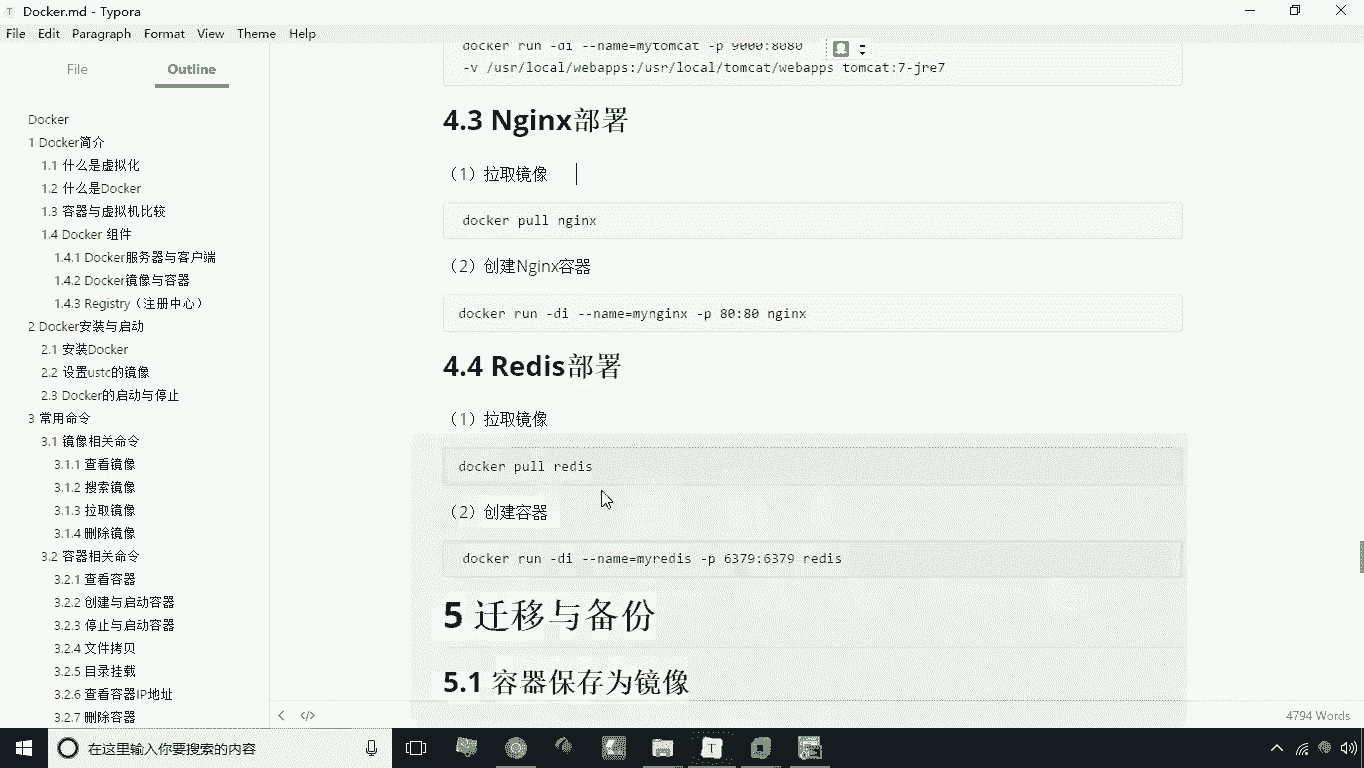 Docker.md - Typora
File Edit Paragraph Format View Theme Help
File Outline
Docker
1 Docker简介
1.1 什么是虚拟化
1.2 什么是Docker
1.3 容器与虚拟机比较
1.4 Docker 组件
1.4.1 Docker服务器与客户端
1.4.2 Docker镜像与容器
1.4.3 Registry（注册中心）
2 Docker安装与启动
2.1 安装Docker
2.2 设置ustc的镜像
2.3 Docker的启动与停止
3 常用命令
3.1 镜像相关命令
3.1.1 查看镜像
3.1.2 搜索镜像
3.1.3 拉取镜像
3.1.4 删除镜像
3.2 容器相关命令
3.2.1 查看容器
3.2.2 创建与启动容器
3.2.3 停止与启动容器
3.2.4 文件拷贝
3.2.5 目录挂载
3.2.6 查看容器IP地址
3.2.7 删除容器
docker run -di --name=mytomcat -p 9000:8080
-v /usr/local/webapps:/usr/local/tomcat/webapps tomcat:7-jre7
4.3 Nginx部署
（1）拉取镜像
docker pull nginx
（2）创建Nginx容器
docker run -di --name=mynginx -p 80:80 nginx
4.4 Redis部署
（1）拉取镜像
docker pull redis
（2）创建容器
docker run -di --name=myredis -p 6379:6379 redis
5 迁移与备份
5.1 容器保存为镜像
4794 Words
在这里输入你要搜索的内容